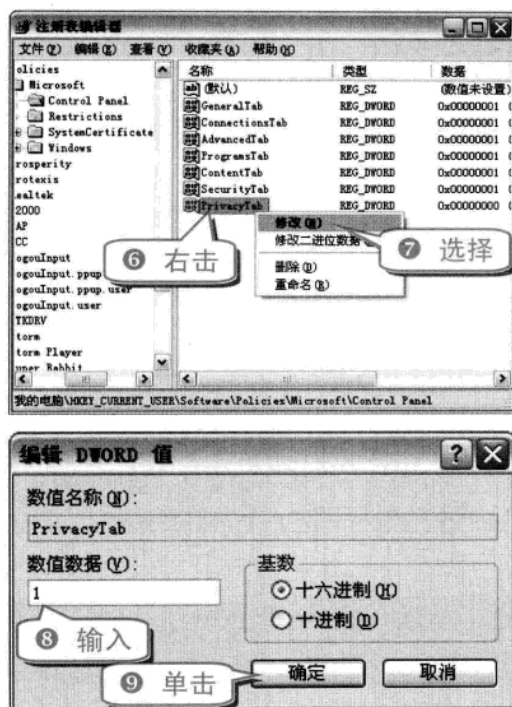 注册表编辑器
文件(F) 编辑(E) 查看(V) 收藏夹(A) 帮助(H)
olicies
Microsoft
Control Panel
Restrictions
SystemCertificate
Windows
rosperity
rotexis
ealtek
2000
AP
CC
ogouInput
ogouInput.ppup
ogouInput.ppup.user
ogouInput.user
TKDRV
torm
torm Player
uper Rabbit
名称 类型 数据
(默认) REG_SZ (数值未设置)
GeneralTab REG_DWORD 0x00000001 (
ConnectionsTab REG_DWORD 0x00000001 (
AdvancedTab REG_DWORD 0x00000001 (
ProgramsTab REG_DWORD 0x00000001 (
ContentTab REG_DWORD 0x00000001 (
SecurityTab REG_DWORD 0x00000001 (
PrivacyTab REG_DWORD 0x00000000 (
修改(M)
修改二进位数据
删除(D)
重命名(R)
❻ 右击
❼ 选择
我的电脑\HKEY_CURRENT_USER\Software\Policies\Microsoft\Control Panel
编辑 DWORD 值
数值名称(N):
PrivacyTab
数值数据(V):
1
基数
十六进制(H)
十进制(D)
❽ 输入
❾ 单击
确定 取消